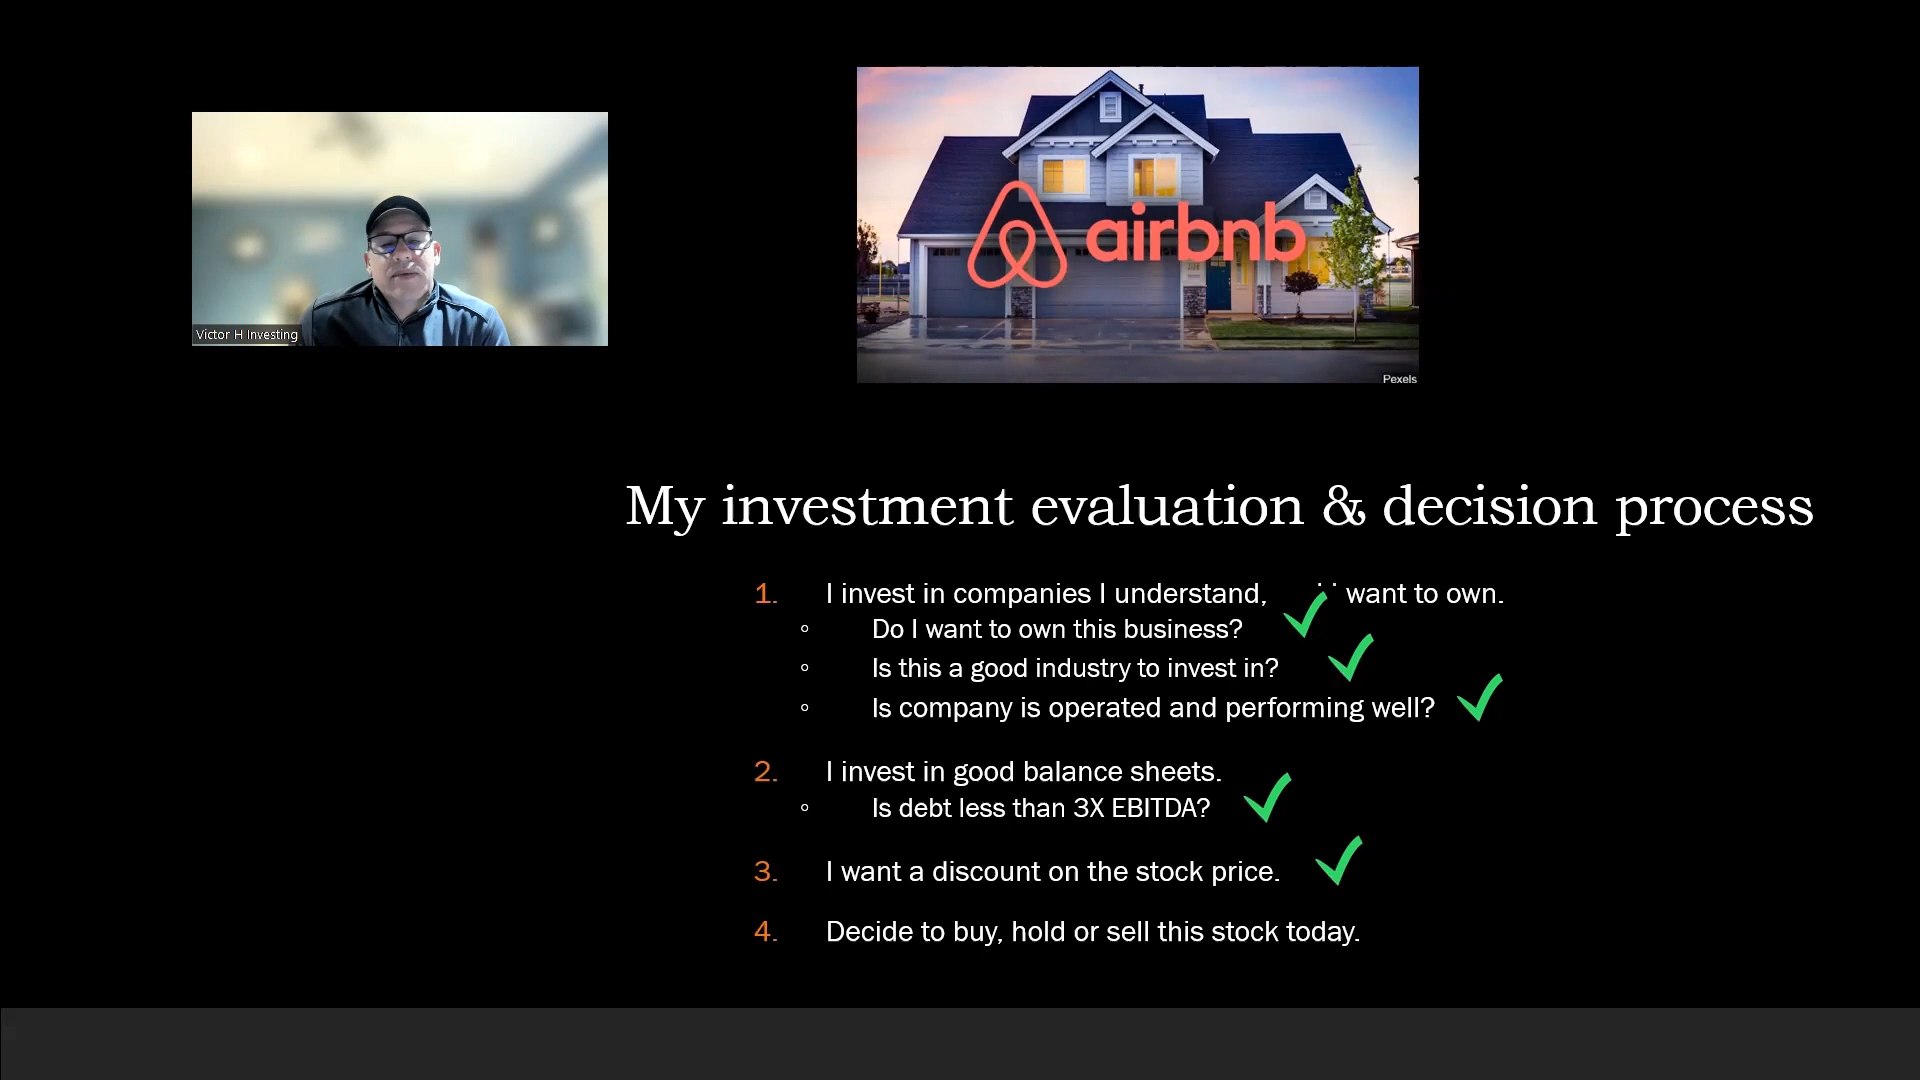 Victor H Investing
airbnb
Pexels
My investment evaluation & decision process
1. I invest in companies I understand, want to own.
Do I want to own this business?
Is this a good industry to invest in?
Is company is operated and performing well?
2. I invest in good balance sheets.
Is debt less than 3X EBITDA?
3. I want a discount on the stock price.
4. Decide to buy, hold or sell this stock today.